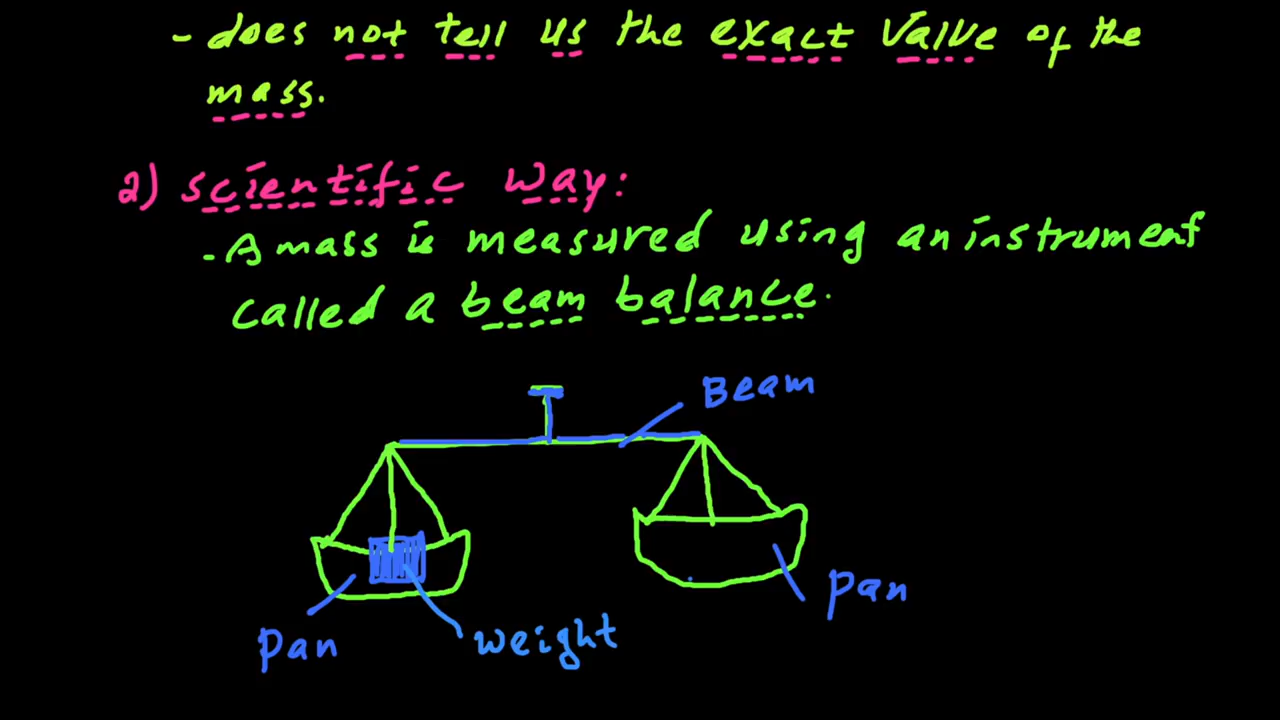 - does not tell us the exact value of the
mass.
2) scientific way:
- A mass is measured using an instrument
called a beam balance.
Beam
Pan
Pan
weight